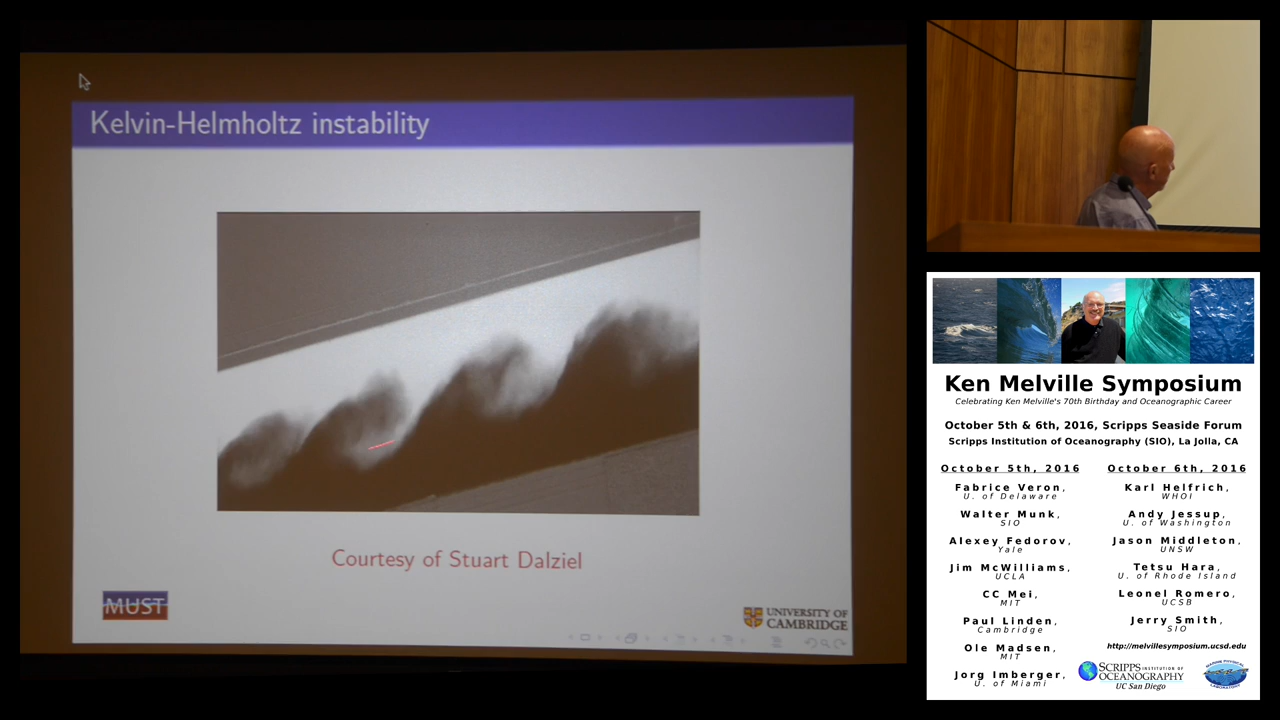 Kelvin-Helmholtz instability
Courtesy of Stuart Dalziel
MUST
UNIVERSITY OF
CAMBRIDGE
Ken Melville Symposium
Celebrating Ken Melville's 70th Birthday and Oceanographic Career
October 5th & 6th, 2016, Scripps Seaside Forum
Scripps Institution of Oceanography (SIO), La Jolla, CA
October 5th, 2016
Fabrice Veron,
U. of Delaware
Walter Munk,
SIO
Alexey Fedorov,
Yale
Jim McWilliams,
UCLA
CC Mei,
MIT
Paul Linden,
Cambridge
Ole Madsen,
MIT
Jorg Imberger,
U. of Miami
October 6th, 2016
Karl Helfrich,
WHOI
Andy Jessup,
U. of Washington
Jason Middleton,
UNSW
Tetsu Hara,
U. of Rhode Island
Leonel Romero,
UCSB
Jerry Smith,
SIO
http://melvillesymposium.ucsd.edu
SCRIPPS INSTITUTION OF
OCEANOGRAPHY
UC San Diego